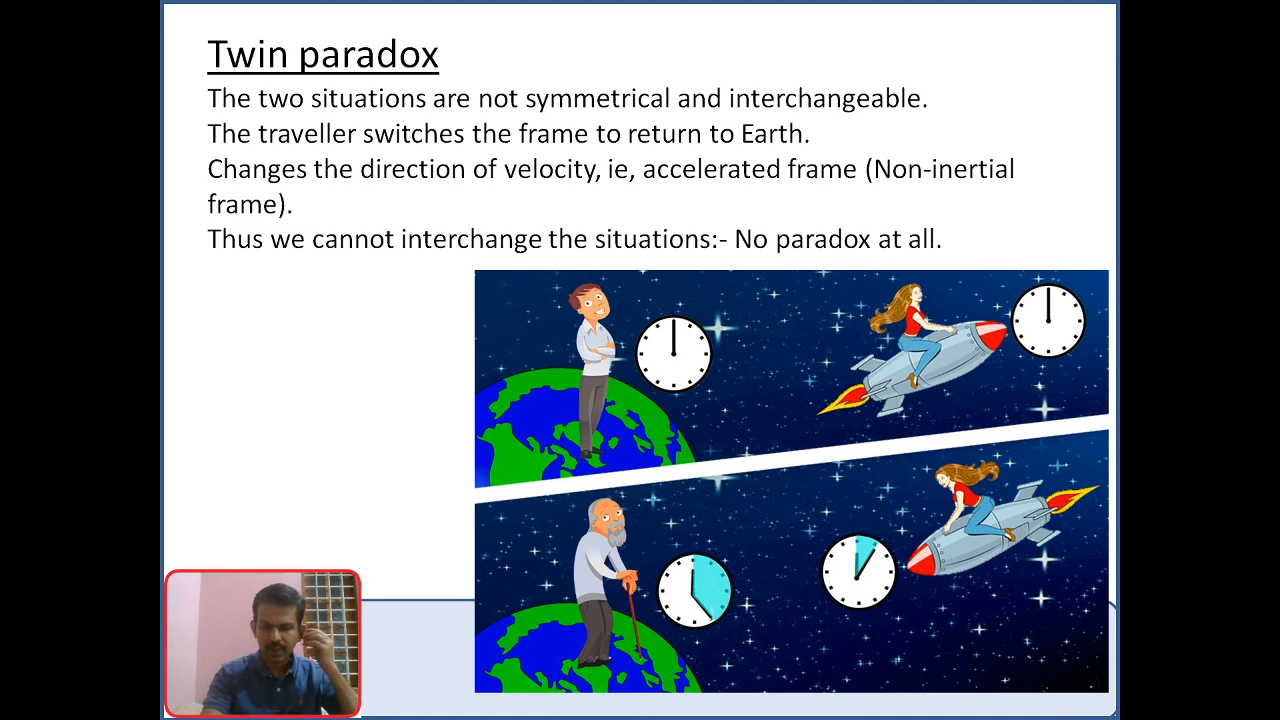 Twin paradox
The two situations are not symmetrical and interchangeable.
The traveller switches the frame to return to Earth.
Changes the direction of velocity, ie, accelerated frame (Non-inertial
frame).
Thus we cannot interchange the situations:- No paradox at all.